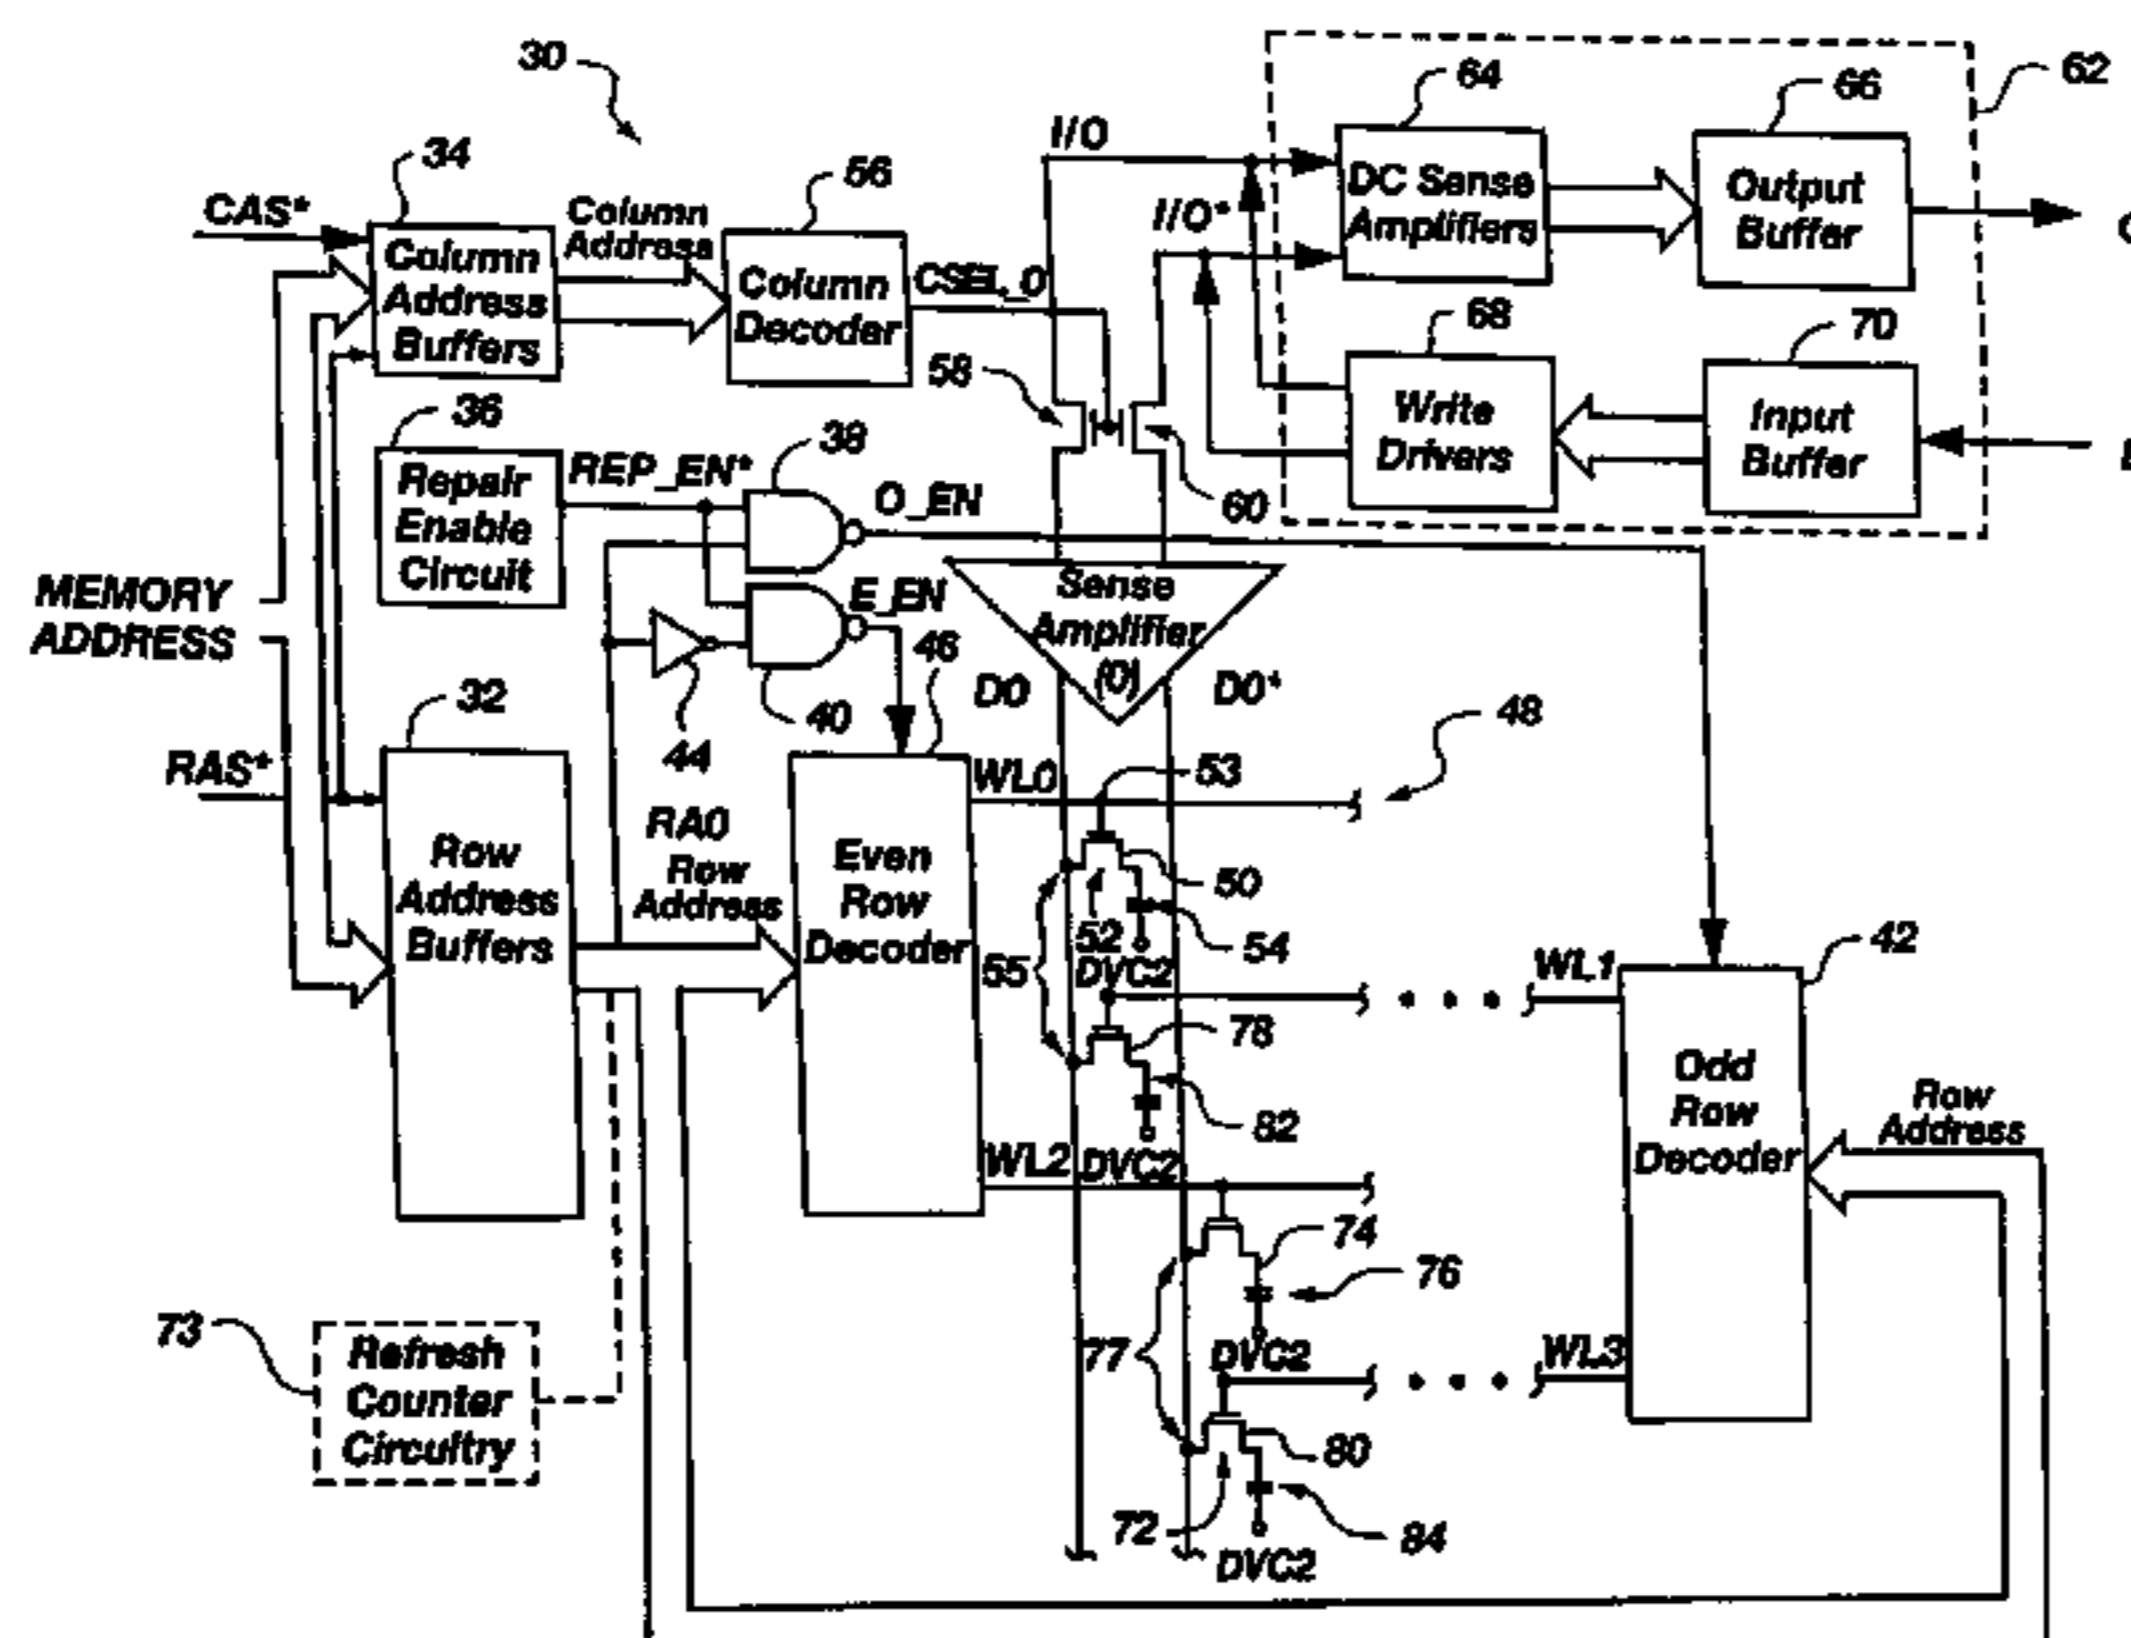 30
62
64
66
I/O
34
56
CAS*
Column
Address
DC Sense
Amplifiers
Output
Buffer
I/O*
Column
Address
Buffers
Column
Decoder
CSEL_0
68
70
58
36
38
Write
Drivers
Input
Buffer
Repair
Enable
Circuit
REP_EN*
O_EN
60
MEMORY
ADDRESS
E_EN
Sense
Amplifier
(0)
46
D0
D0*
32
40
44
48
RAS*
WL0
53
RA0
Row
Address
Row
Address
Buffers
Even
Row
Decoder
50
52
54
42
55
DVC2
WL1
78
Odd
Row
Decoder
Row
Address
82
WL2
DVC2
74
76
73
Refresh
Counter
Circuitry
77
DVC2
WL3
80
72
84
DVC2